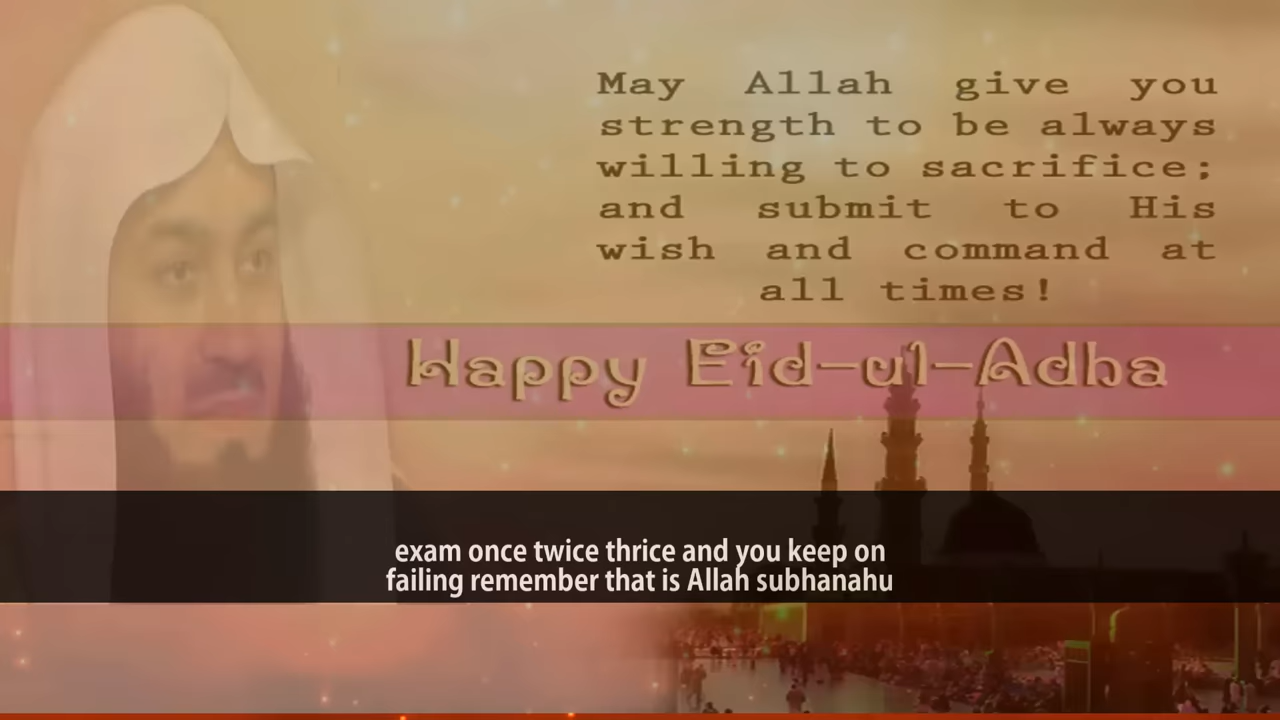 May Allah give you
strength to be always
willing to sacrifice;
and submit to His
wish and command at
all times!
Happy Eid-ul-Adha
exam once twice thrice and you keep on
failing remember that is Allah subhanahu